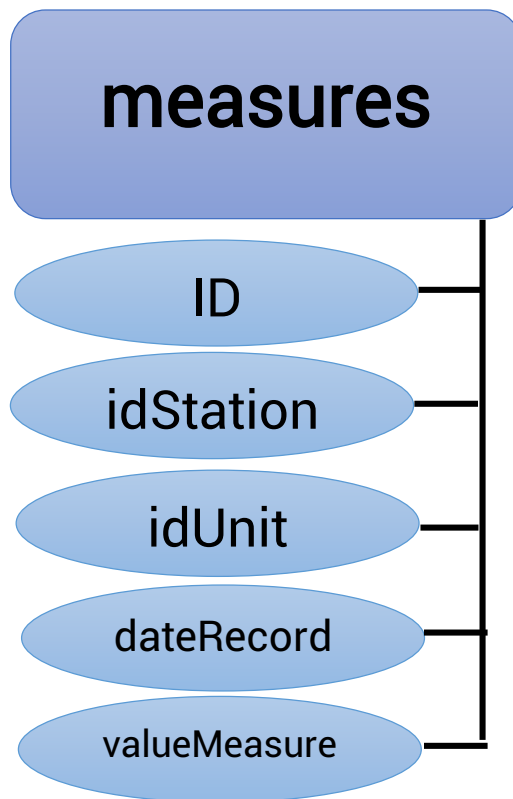 measures
ID
idStation
idUnit
dateRecord
valueMeasure